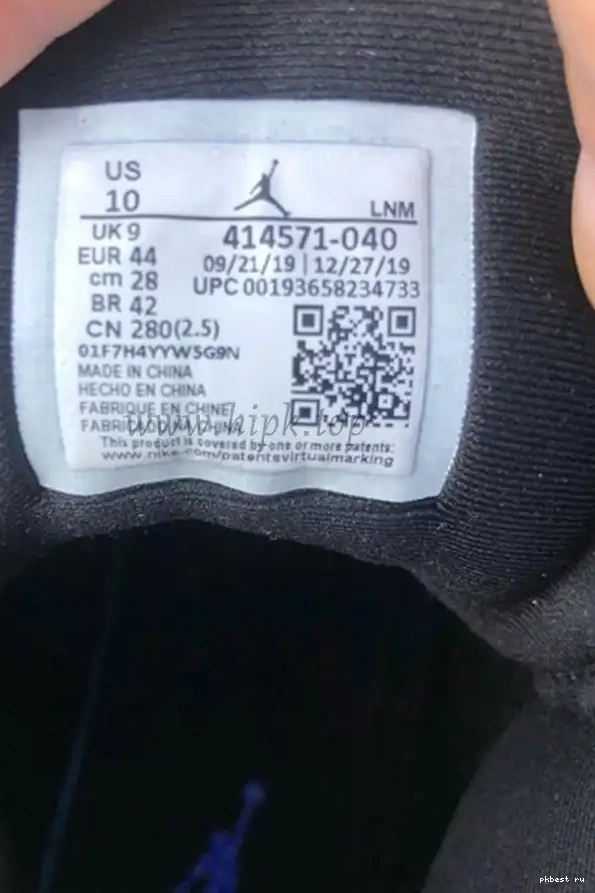 US
10
LNM
UK 9
414571-040
EUR 44
09/21/19 | 12/27/19
cm 28
UPC 00193658234733
BR 42
CN 280(2.5)
01F7H4YYW5G9N
MADE IN CHINA
HECHO EN CHINA
FABRIQUE EN CHINE
www.hipk.top
This product is covered by one or more patents:
www.nike.com/patentsvirtualmarking
pkbest ru